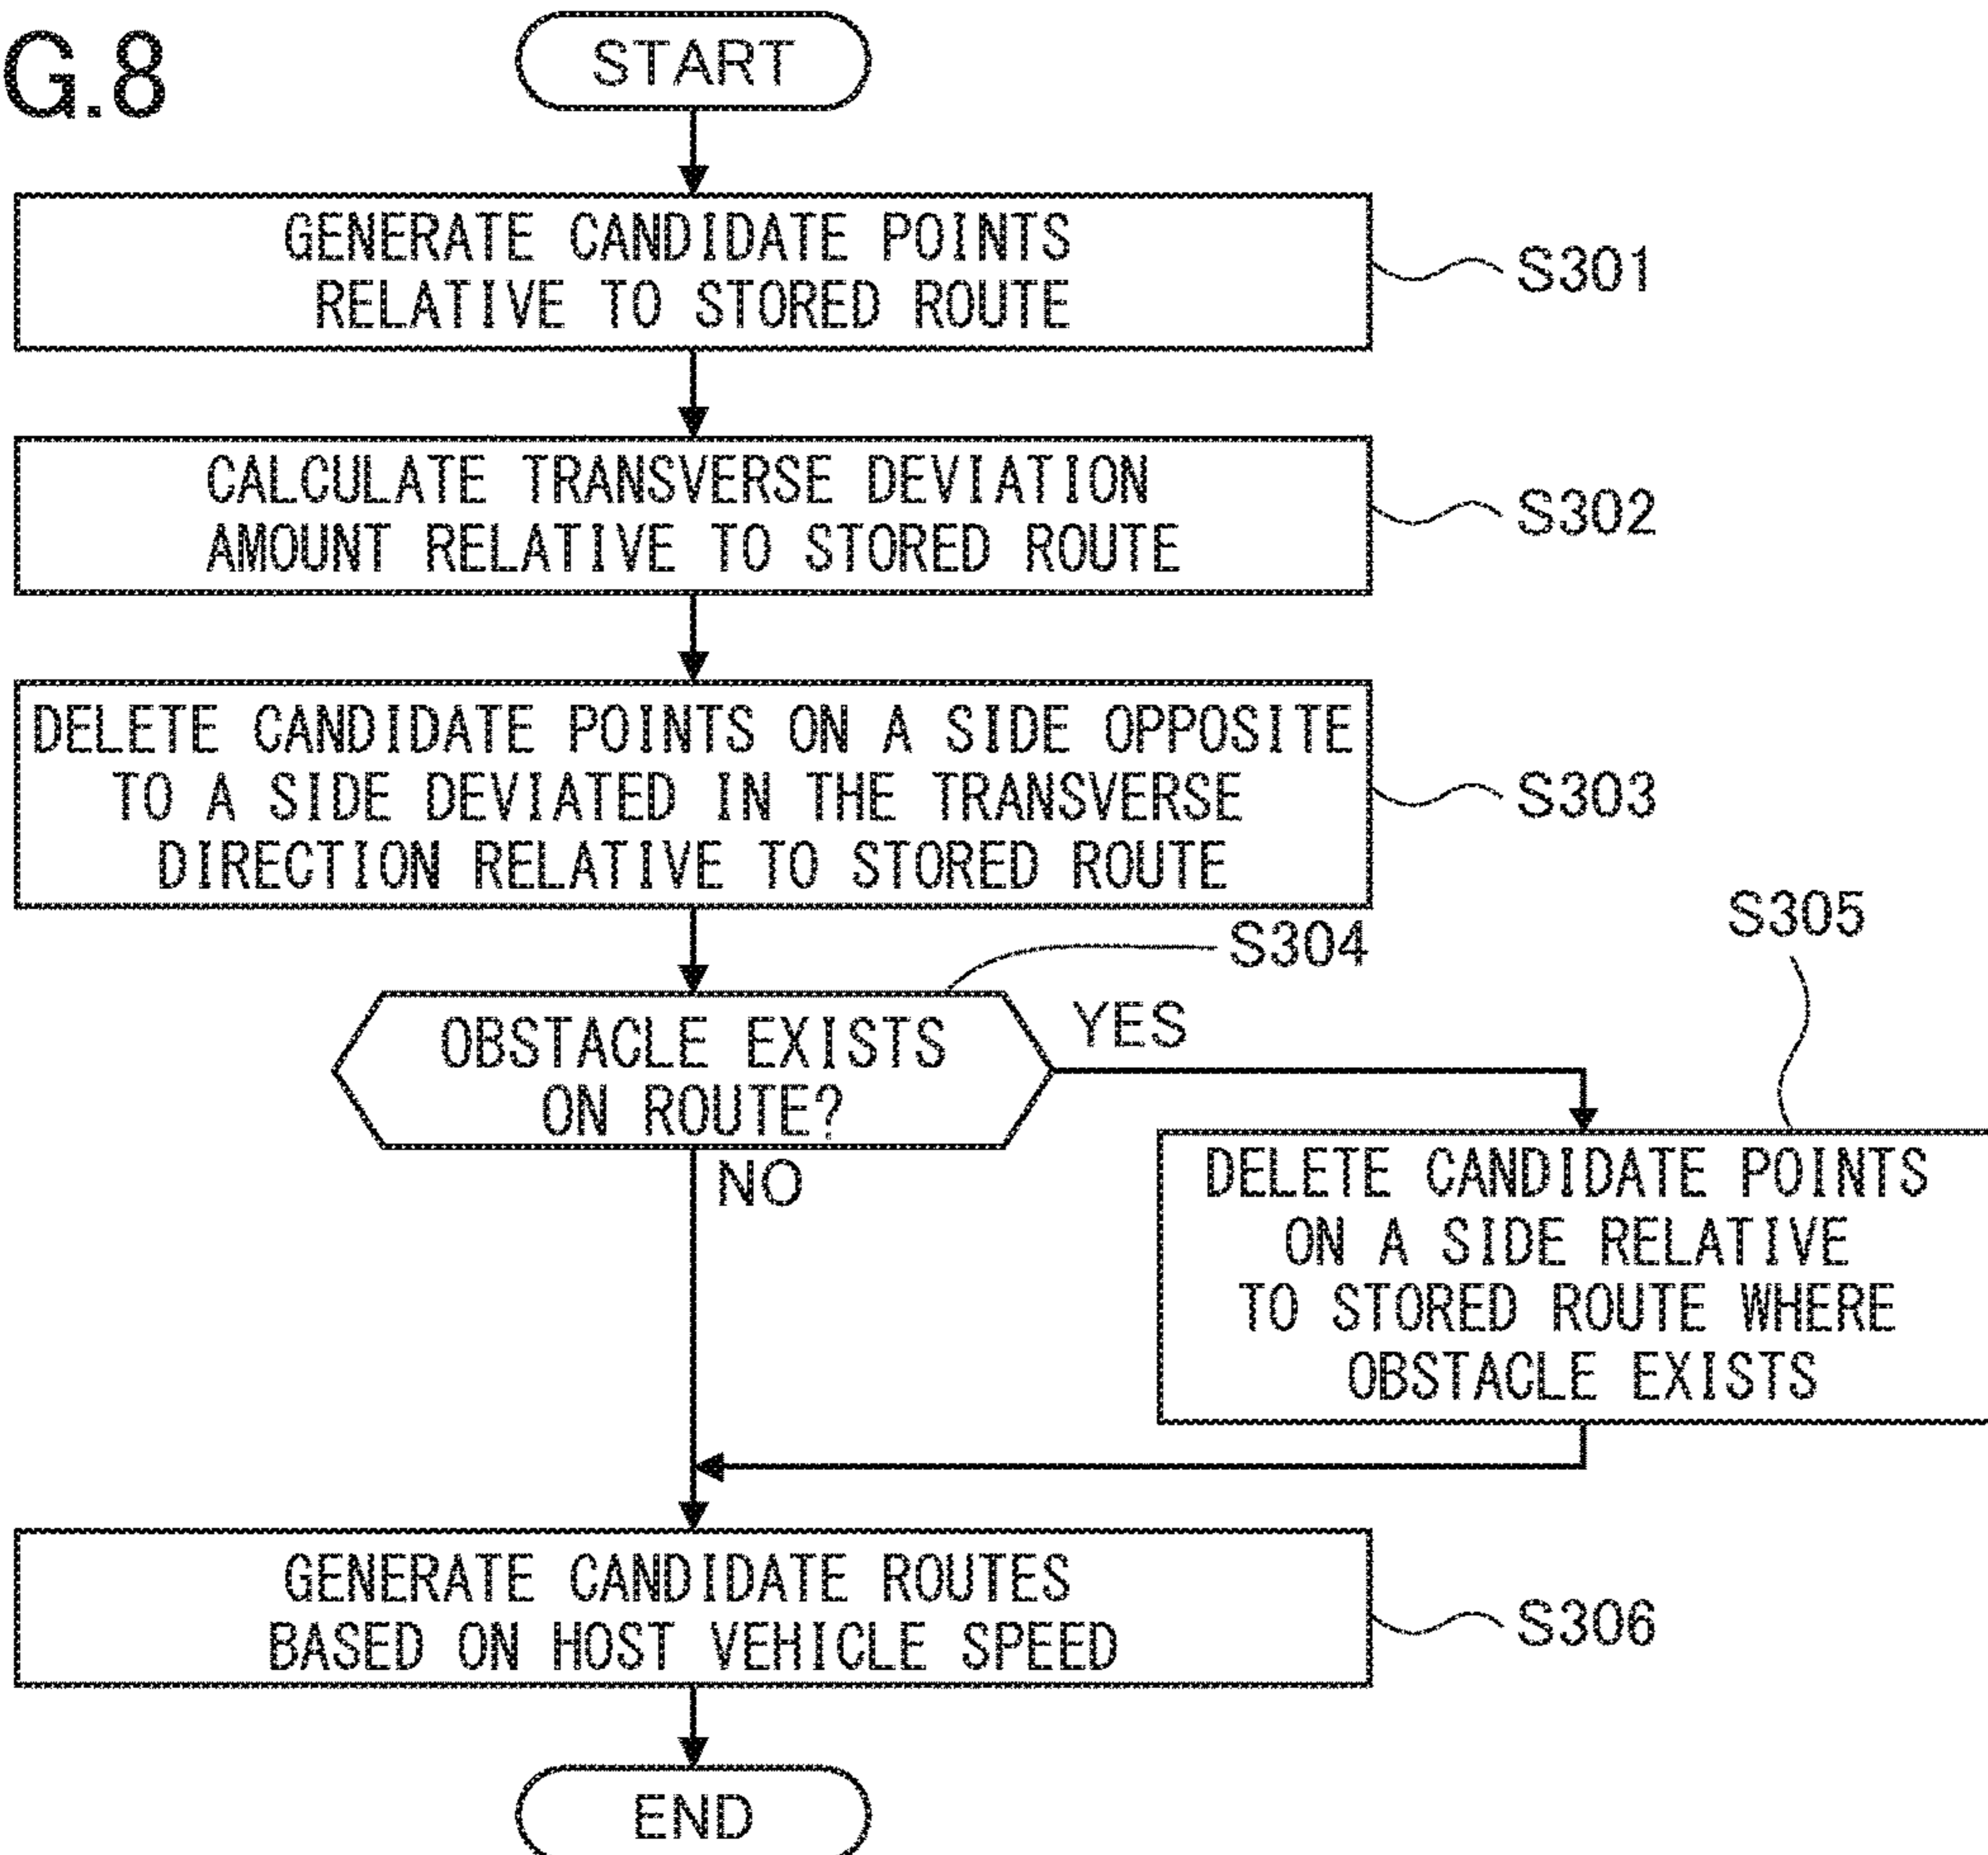 G.8
START
GENERATE CANDIDATE POINTS
RELATIVE TO STORED ROUTE
S301
CALCULATE TRANSVERSE DEVIATION
AMOUNT RELATIVE TO STORED ROUTE
S302
DELETE CANDIDATE POINTS ON A SIDE OPPOSITE
TO A SIDE DEVIATED IN THE TRANSVERSE
DIRECTION RELATIVE TO STORED ROUTE
S303
S304
OBSTACLE EXISTS
ON ROUTE?
YES
NO
S305
DELETE CANDIDATE POINTS
ON A SIDE RELATIVE
TO STORED ROUTE WHERE
OBSTACLE EXISTS
GENERATE CANDIDATE ROUTES
BASED ON HOST VEHICLE SPEED
S306
END